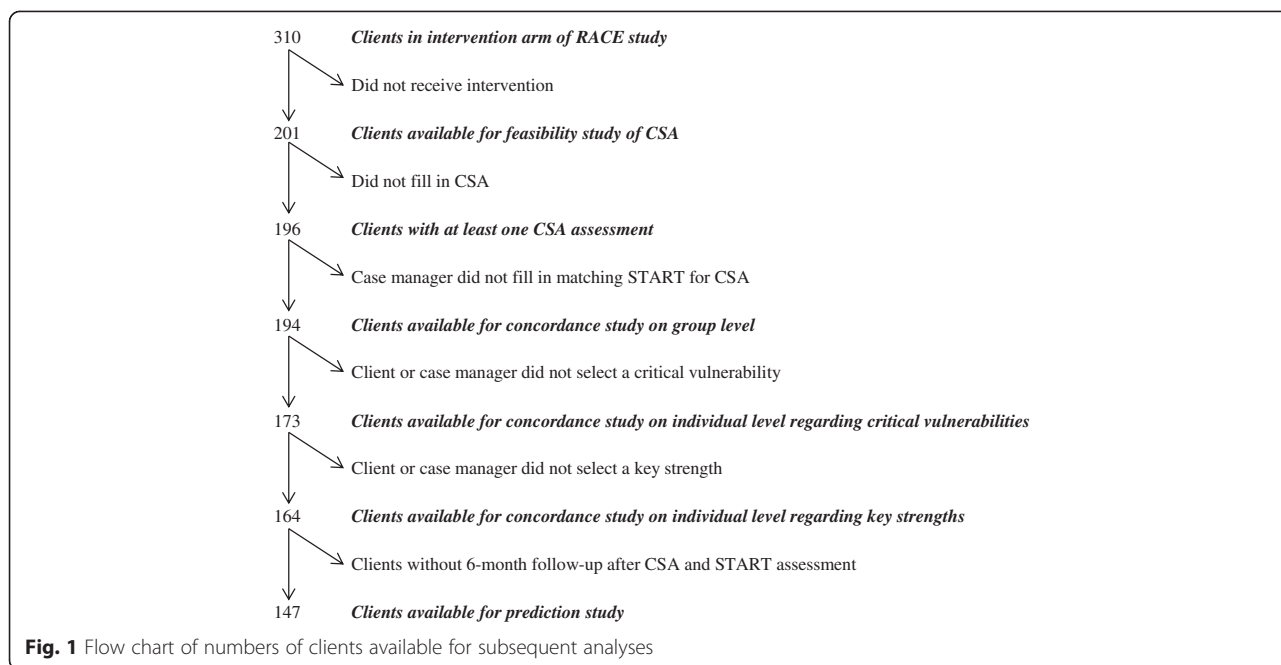 310 Clients in intervention arm of RACE study
Did not receive intervention
201 Clients available for feasibility study of CSA
Did not fill in CSA
196 Clients with at least one CSA assessment
Case manager did not fill in matching START for CSA
194 Clients available for concordance study on group level
Client or case manager did not select a critical vulnerability
173 Clients available for concordance study on individual level regarding critical vulnerabilities
Client or case manager did not select a key strength
164 Clients available for concordance study on individual level regarding key strengths
Clients without 6-month follow-up after CSA and START assessment
147 Clients available for prediction study
Fig. 1 Flow chart of numbers of clients available for subsequent analyses